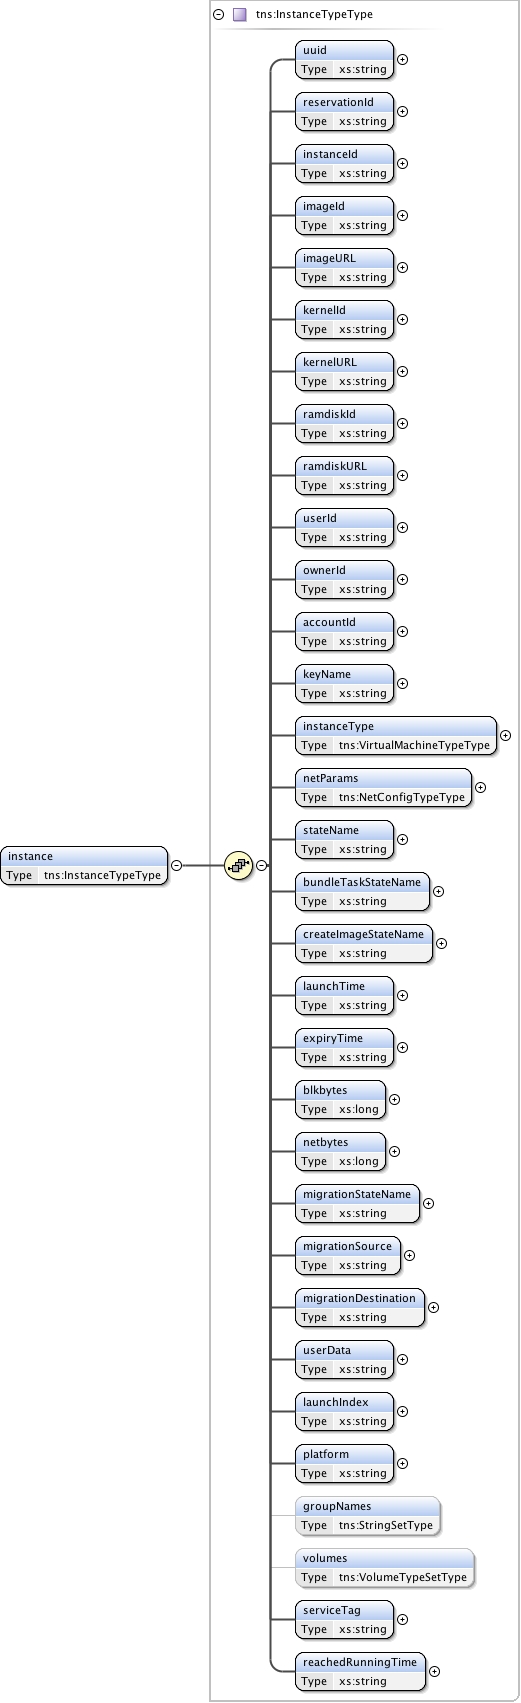 tns:InstanceTypeType
uuid
Type xs:string
reservationId
Type xs:string
instanceId
Type xs:string
imageId
Type xs:string
imageURL
Type xs:string
kernelId
Type xs:string
kernelURL
Type xs:string
ramdiskId
Type xs:string
ramdiskURL
Type xs:string
userId
Type xs:string
ownerId
Type xs:string
accountId
Type xs:string
keyName
Type xs:string
instanceType
Type tns:VirtualMachineTypeType
netParams
Type tns:NetConfigTypeType
stateName
Type xs:string
instance
Type tns:InstanceTypeType
bundleTaskStateName
Type xs:string
createImageStateName
Type xs:string
launchTime
Type xs:string
expiryTime
Type xs:string
blkbytes
Type xs:long
netbytes
Type xs:long
migrationStateName
Type xs:string
migrationSource
Type xs:string
migrationDestination
Type xs:string
userData
Type xs:string
launchIndex
Type xs:string
platform
Type xs:string
groupNames
Type tns:StringSetType
volumes
Type tns:VolumeTypeSetType
serviceTag
Type xs:string
reachedRunningTime
Type xs:string